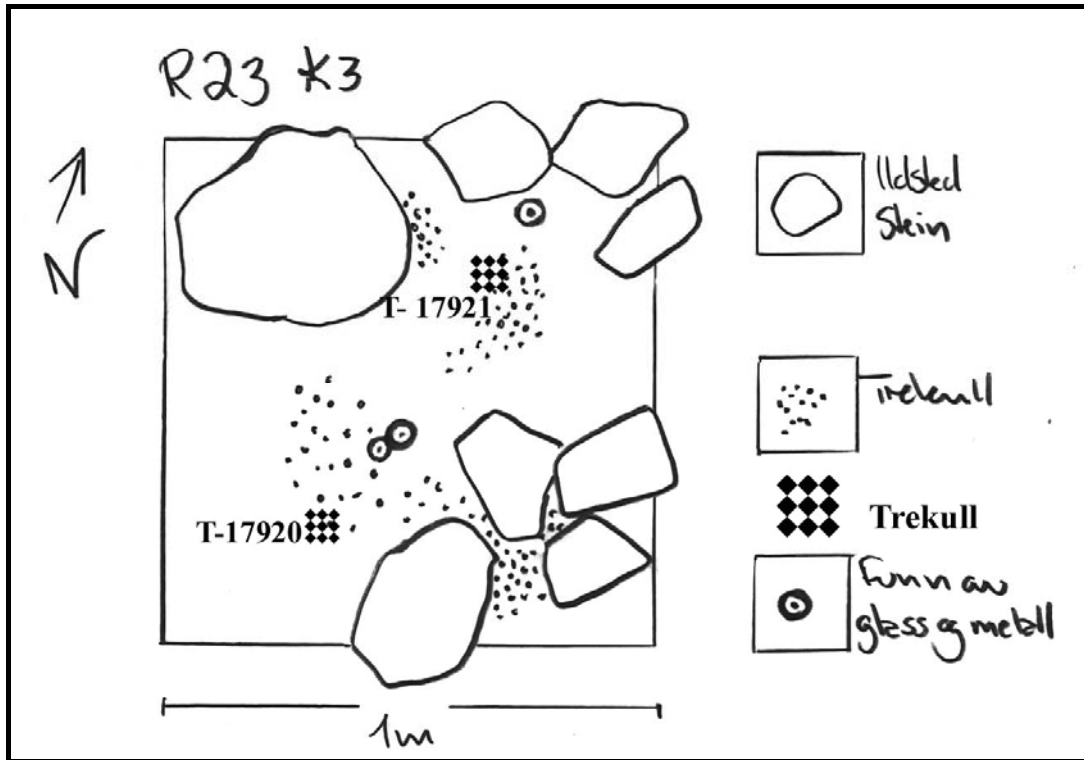 R23 K3
N
T- 17921
T-17920
1m
Ildsted
stein
Trekull
Trekull
Funn av
glass og metall